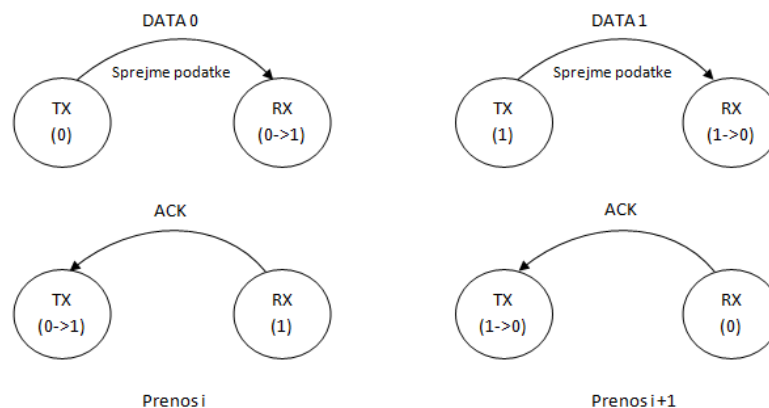 DATA 0
Sprejme podatke
TX
(0)
RX
(0->1)
ACK
TX
(0->1)
RX
(1)
Prenos i
DATA 1
Sprejme podatke
TX
(1)
RX
(1->0)
ACK
TX
(1->0)
RX
(0)
Prenos i+1